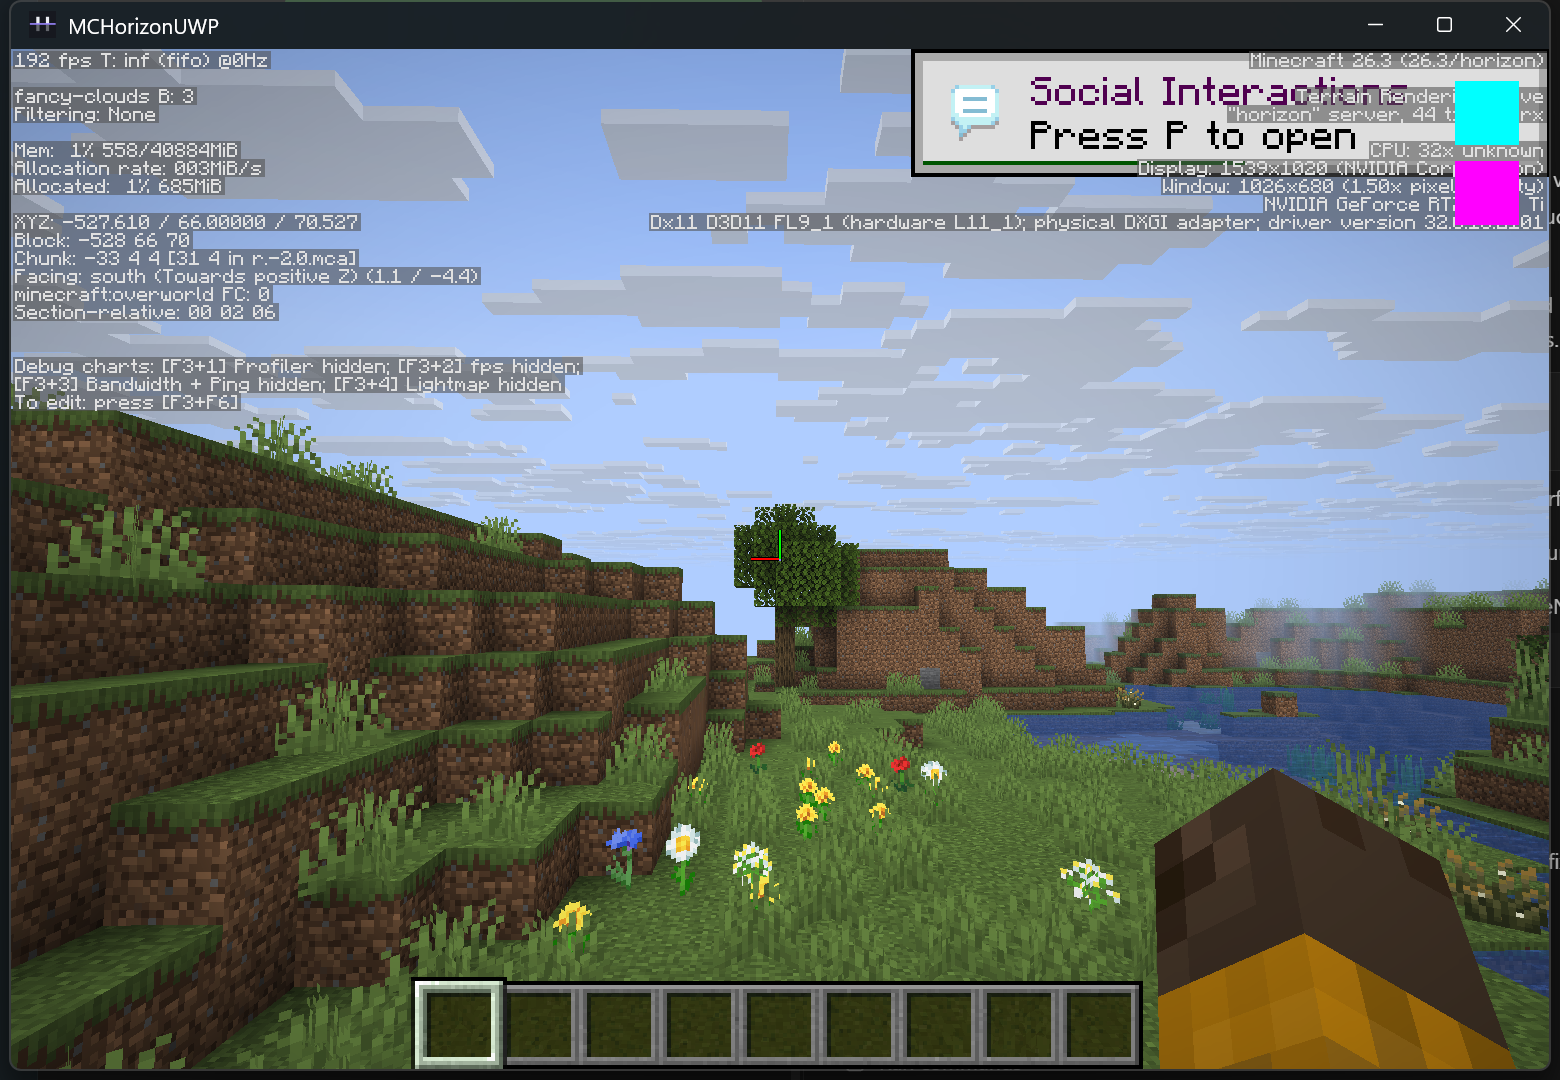 MCHorizonUWP
192 fps T: inf (fifo) @0Hz
fancy-clouds B: 3
Filtering: None
Mem: 1% 558/40884MiB
Allocation rate: 003MiB/s
Allocated: 1% 685MiB
XYZ: -527.610 / 66.00000 / 70.527
Block: -528 66 70
Chunk: -33 4 4 [31 4 in r.-2.0.mca]
Facing: south (Towards positive Z) (1.1 / -4.4)
minecraft:overworld FC: 0
Section-relative: 00 02 06
Debug charts: [F3+1] Profiler hidden; [F3+2] fps hidden;
[F3+3] Bandwidth + Ping hidden; [F3+4] Lightmap hidden
To edit: press [F3+F6]
Minecraft 26.3 (26.3/horizon)
Social Interactions
Press P to open
Terrain
"horizon" server, 44
CPU: 32x unknown
Display: 1539x1020 (NVIDIA
Window: 1026x680 (1.50x
NVIDIA GeForce Ti
Dx11 D3D11 FL9_1 (hardware L11_1); physical DXGI adapter; driver version